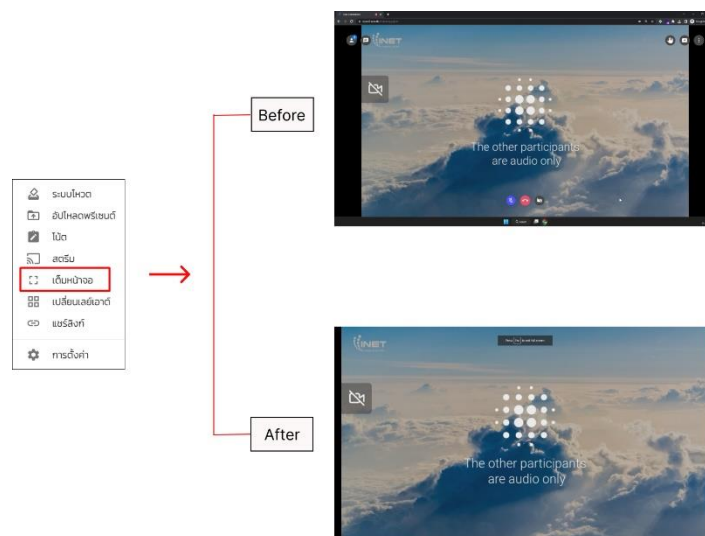 Before
INET
The other participants
are audio only
ระบบโหวต
อัปโหลดพรีเซนต์
โน้ต
สตรีม
เต็มหน้าจอ
เปลี่ยนเลย์เอาต์
แชร์ลิงก์
การตั้งค่า
After
INET
The other participants
are audio only